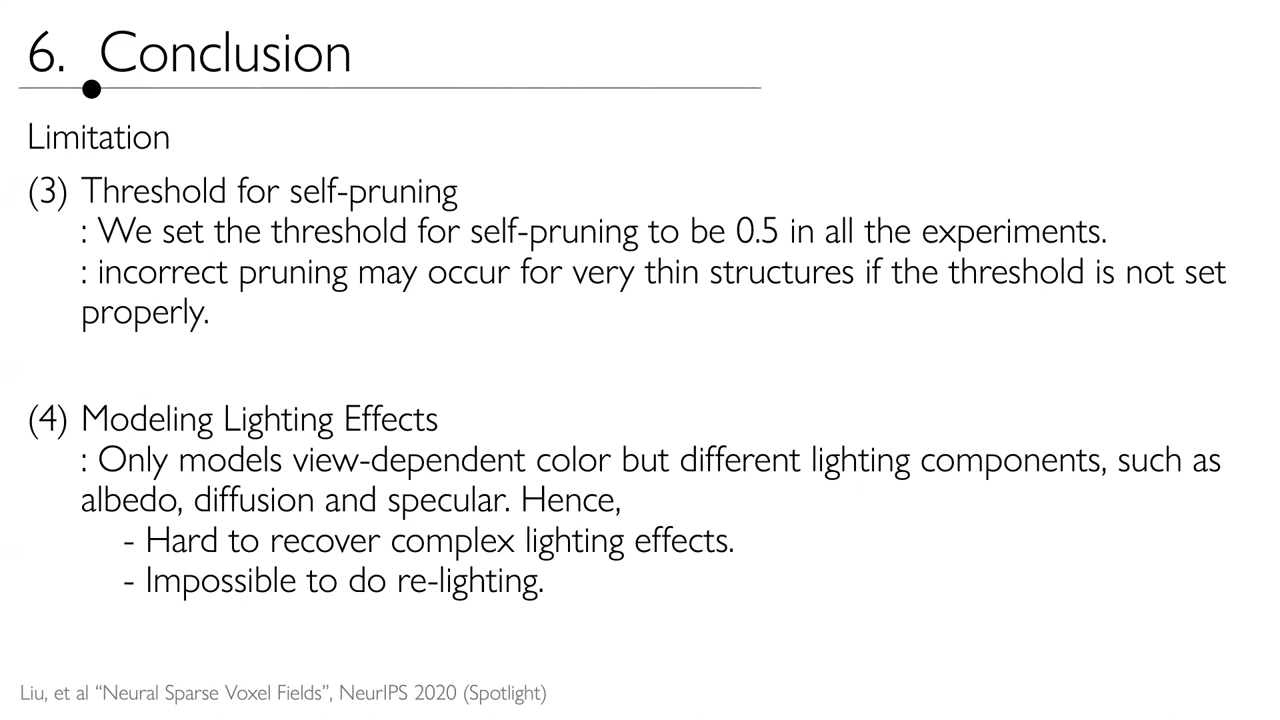 6. Conclusion
Limitation
(3) Threshold for self-pruning
: We set the threshold for self-pruning to be 0.5 in all the experiments.
: incorrect pruning may occur for very thin structures if the threshold is not set
properly.
(4) Modeling Lighting Effects
: Only models view-dependent color but different lighting components, such as
albedo, diffusion and specular. Hence,
- Hard to recover complex lighting effects.
- Impossible to do re-lighting.
Liu, et al “Neural Sparse Voxel Fields”, NeurIPS 2020 (Spotlight)